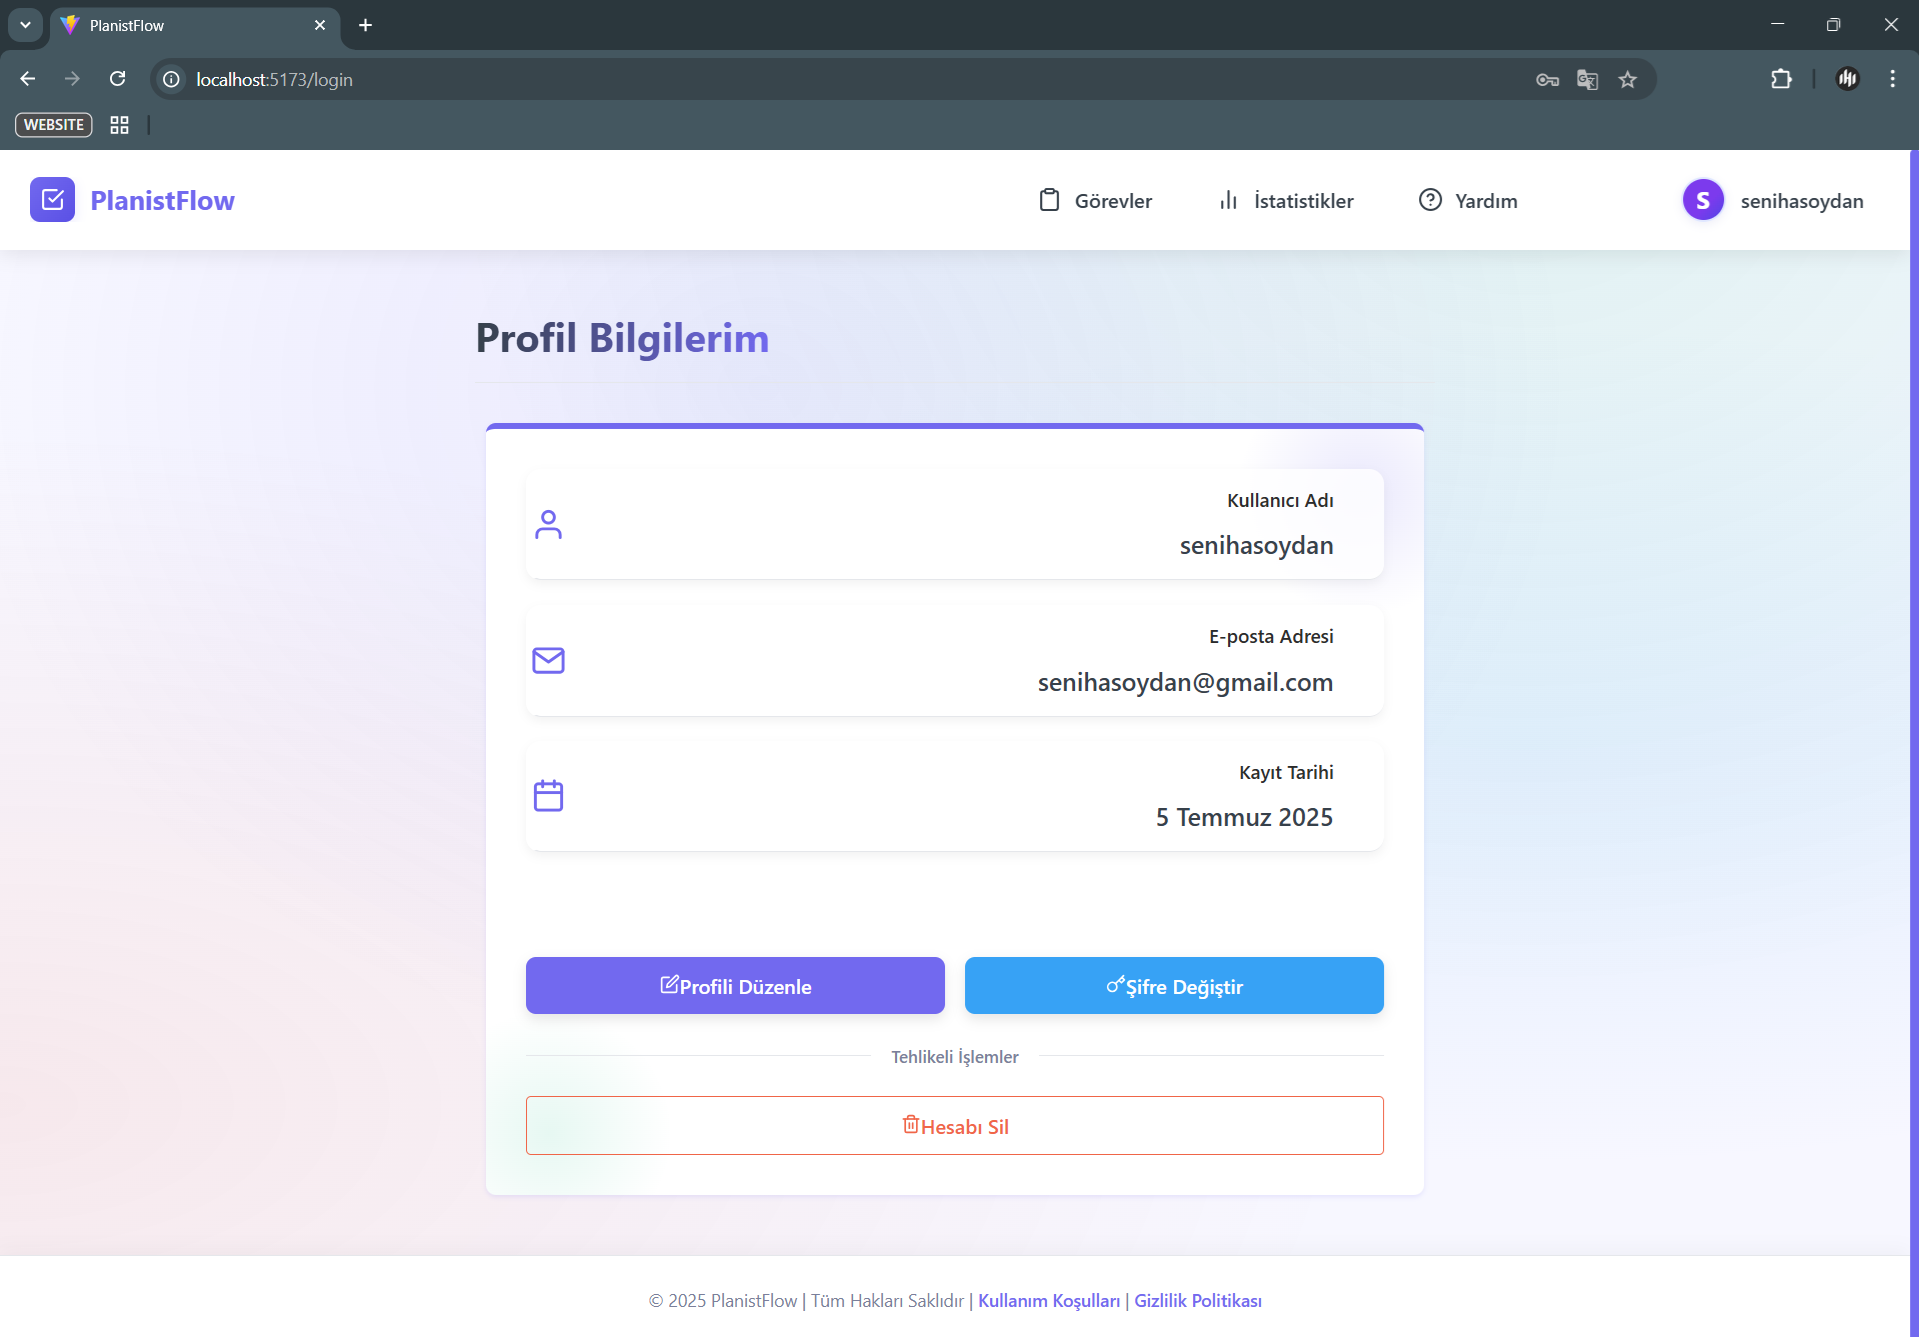 PlanistFlow
localhost:5173/login
WEBSITE
PlanistFlow
Görevler
İstatistikler
Yardım
S
senihasoydan
Profil Bilgilerim
Kullanıcı Adı
senihasoydan
E-posta Adresi
senihasoydan@gmail.com
Kayıt Tarihi
5 Temmuz 2025
Profili Düzenle
Şifre Değiştir
Tehlikeli İşlemler
Hesabı Sil
© 2025 PlanistFlow | Tüm Hakları Saklıdır | Kullanım Koşulları | Gizlilik Politikası